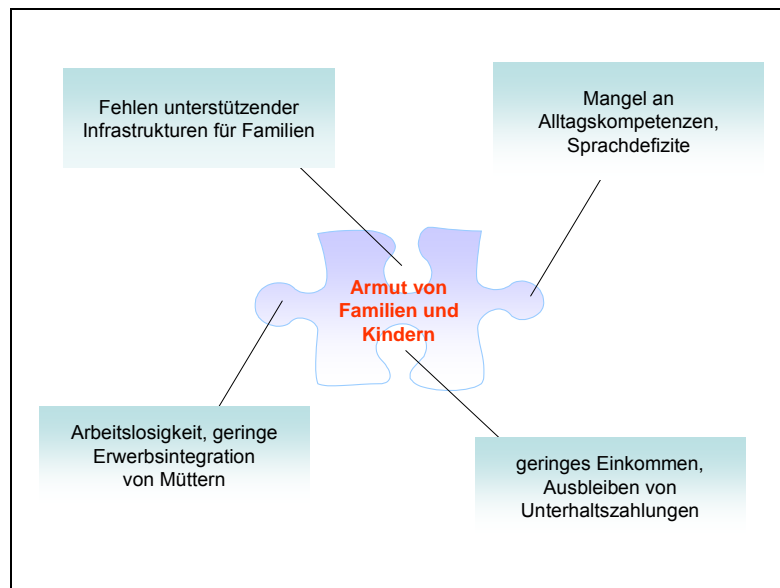 Fehlen unterstützender
Infrastrukturen für Familien
Mangel an
Alltagskompetenzen,
Sprachdefizite
Armut von
Familien und
Kindern
Arbeitslosigkeit, geringe
Erwerbsintegration
von Müttern
geringes Einkommen,
Ausbleiben von
Unterhaltszahlungen